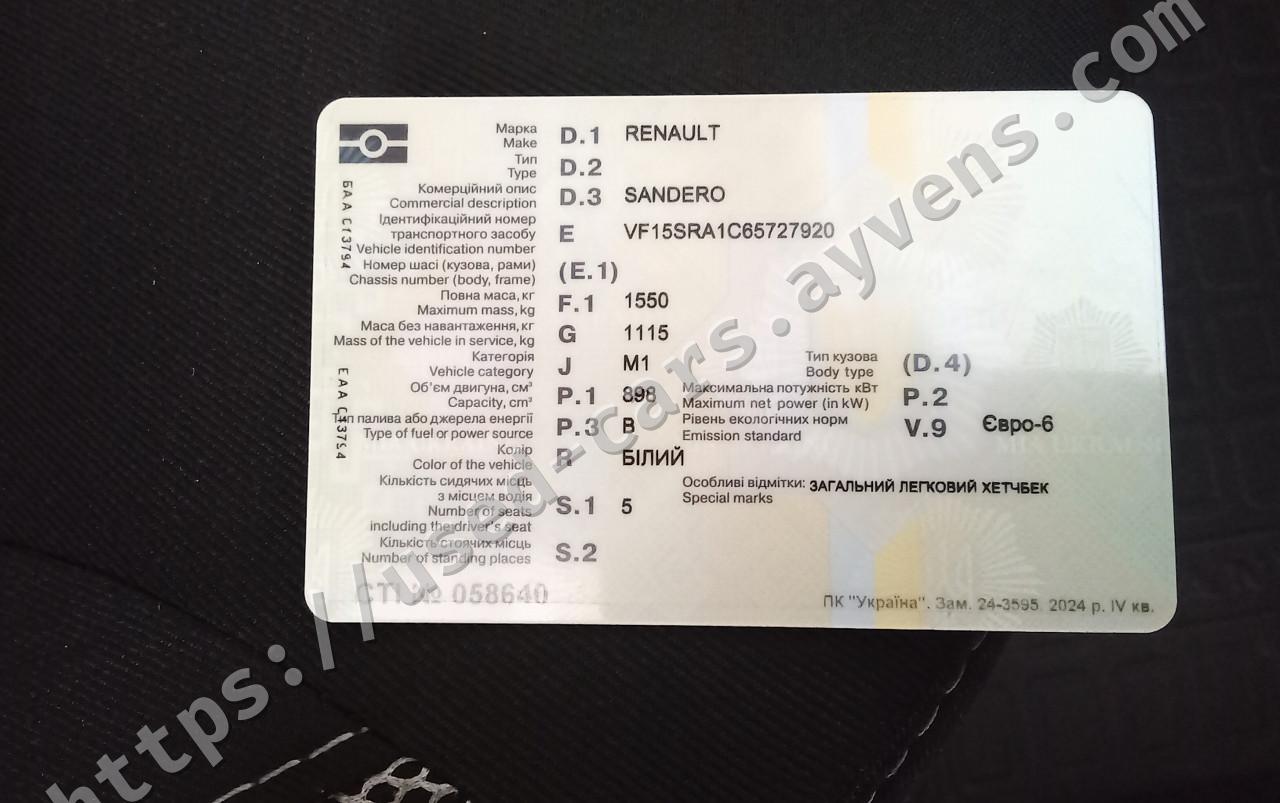 Марка
Make D.1 RENAULT
Тип
Type D.2
Комерційний опис
Commercial description D.3 SANDERO
Ідентифікаційний номер
транспортного засобу
Vehicle identification number E VF15SRA1C65727920
Номер шасі (кузова, рами)
Chassis number (body, frame) (E.1)
Повна маса, кг
Maximum mass, kg F.1 1550
Маса без навантаження, кг
Mass of the vehicle in service, kg G 1115
Категорія
Vehicle category J M1
Тип кузова
Body type (D.4)
Об'єм двигуна, см³
Capacity, cm³ P.1 898
Максимальна потужність кВт
Maximum net power (in kW) P.2
Тип палива або джерела енергії
Type of fuel or power source P.3 B
Рівень екологічних норм
Emission standard V.9 Євро-6
Колір
Color of the vehicle R БІЛИЙ
Кількість сидячих місць
з місцем водія
Number of seats
including the driver's seat S.1 5
Особливі відмітки: ЗАГАЛЬНИЙ ЛЕГКОВИЙ ХЕТЧБЕК
Special marks
Кількість стоячих місць
Number of standing places S.2
СТІ № 058640
ПК "Україна". Зам. 24-3595. 2024 р. IV кв.
https://used-cars.ayvens.com